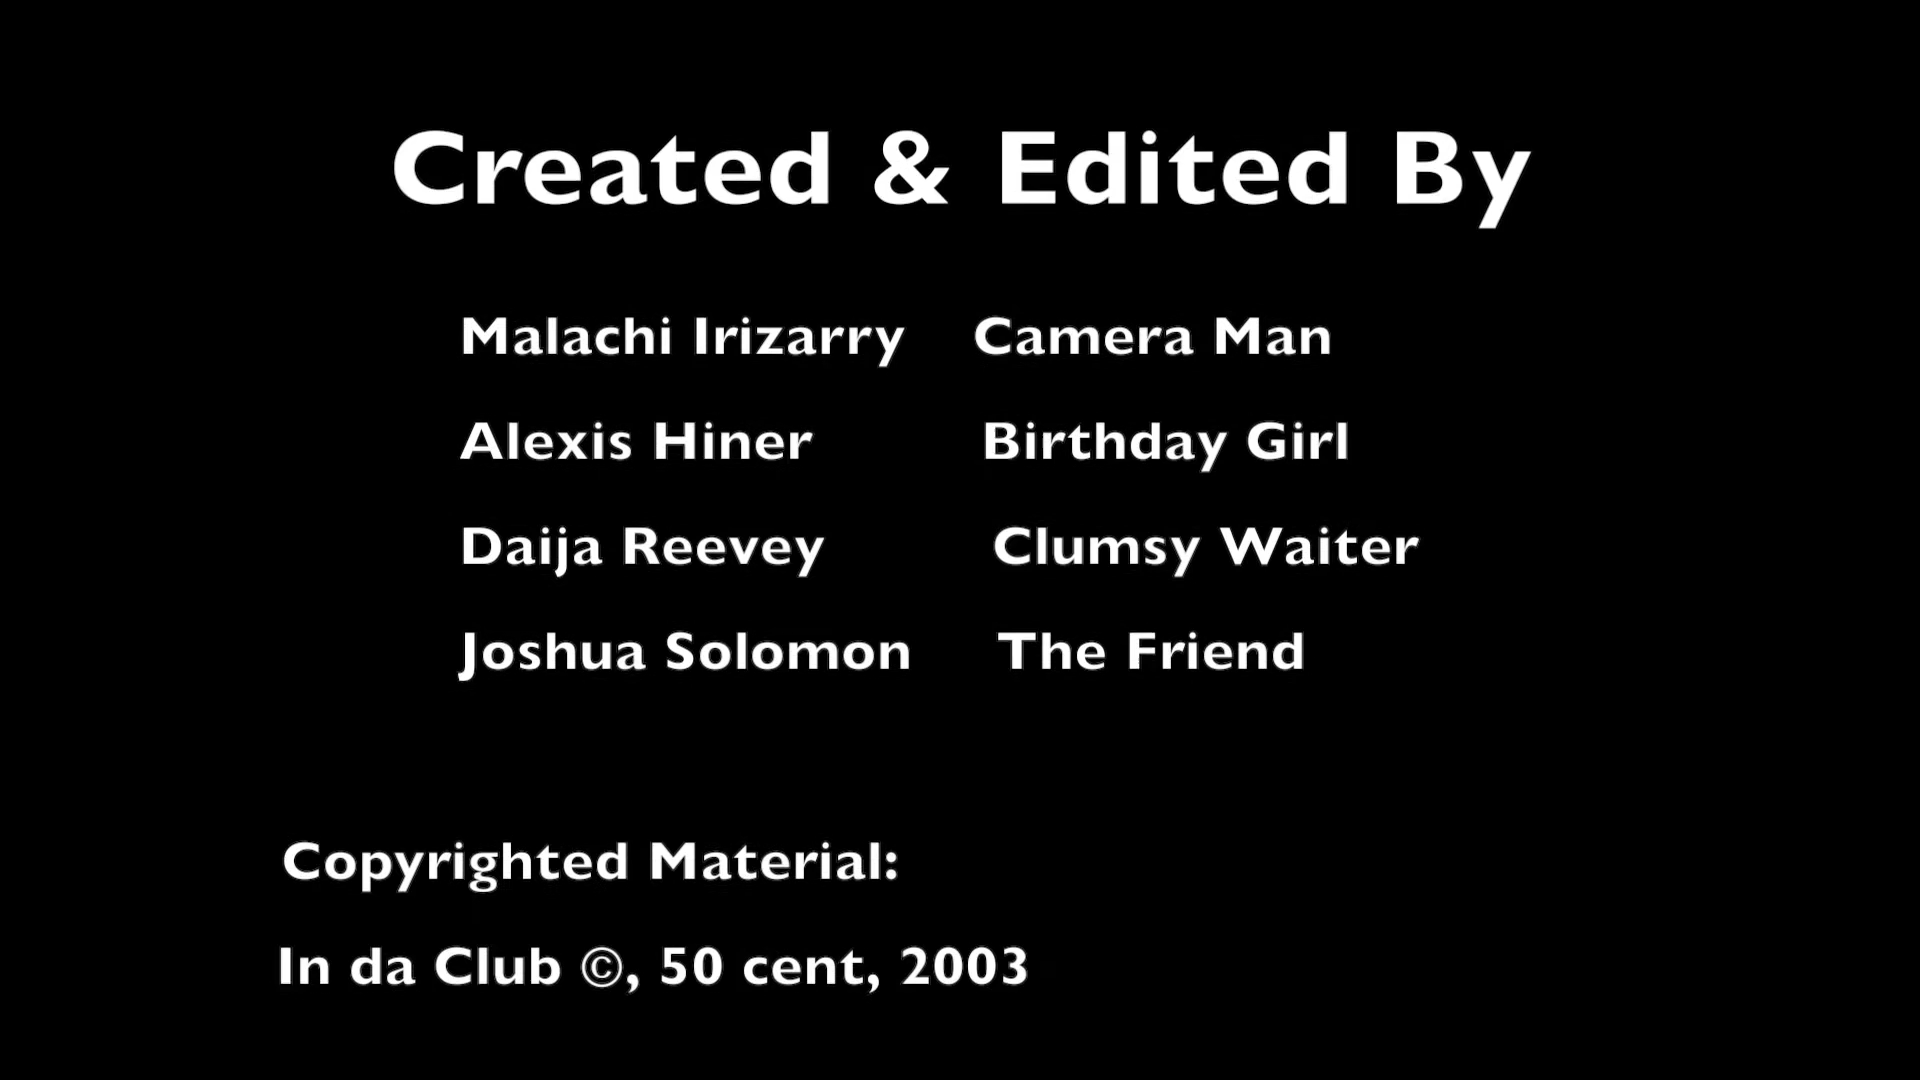 Created & Edited By
Malachi Irizarry Camera Man
Alexis Hiner Birthday Girl
Daija Reevey Clumsy Waiter
Joshua Solomon The Friend
Copyrighted Material:
In da Club ©, 50 cent, 2003